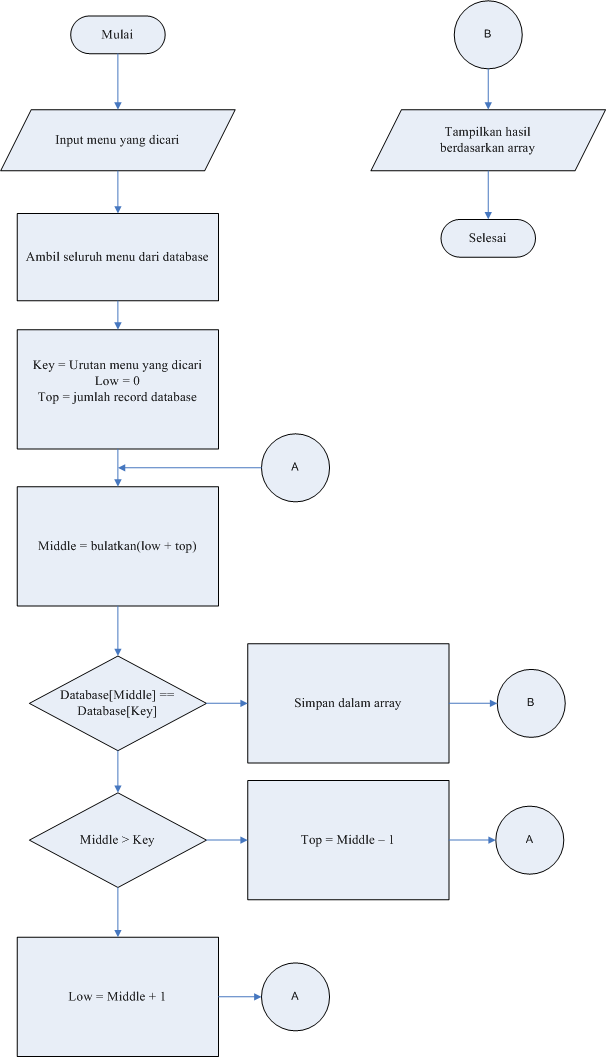 Mulai
Input menu yang dicari
Ambil seluruh menu dari database
Key = Urutan menu yang dicari
Low = 0
Top = jumlah record database
A
Middle = bulatkan(low + top)
Database[Middle] ==
Database[Key]
Simpan dalam array
B
Middle > Key
Top = Middle – 1
A
Low = Middle + 1
A
B
Tampilkan hasil
berdasarkan array
Selesai